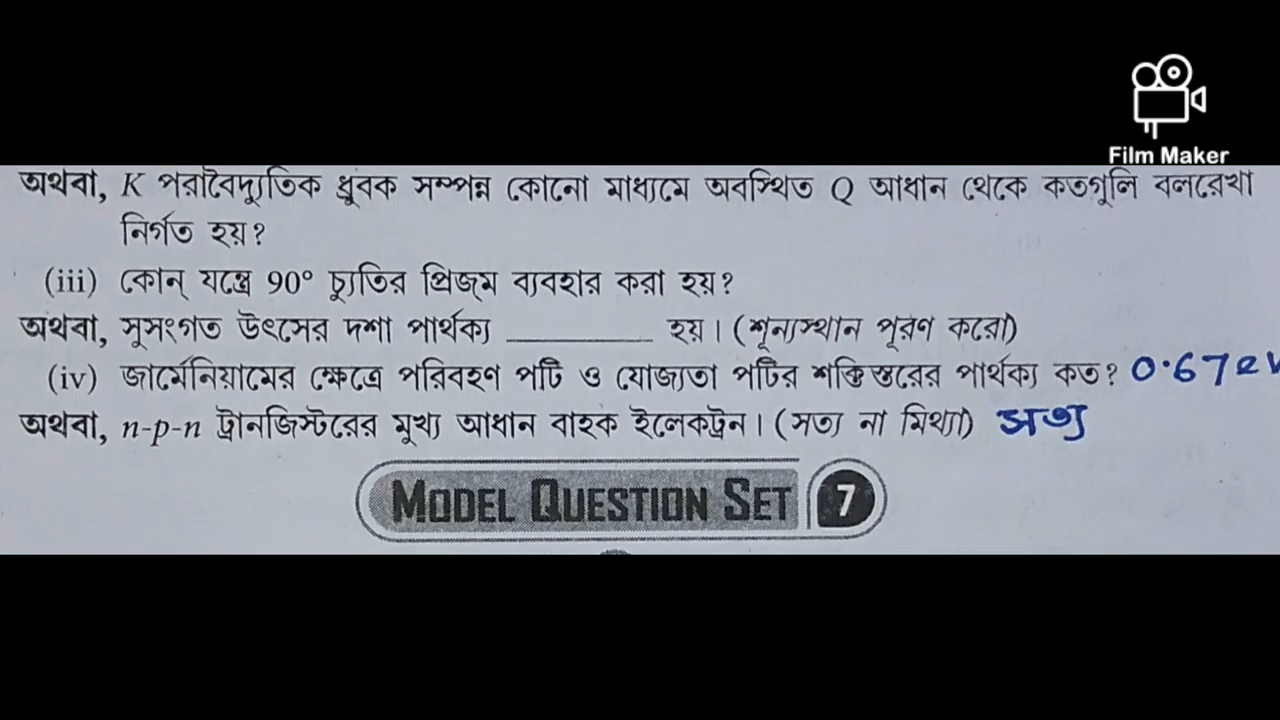 Film Maker
অথবা, K পরাবৈদ্যুতিক ধ্রুবক সম্পন্ন কোনো মাধ্যমে অবস্থিত Q আধান থেকে কতগুলি বলরেখা
নির্গত হয়?
(iii) কোন্ যন্ত্রে 90° চ্যুতির প্রিজ্‌ম ব্যবহার করা হয়?
অথবা, সুসংগত উৎসের দশা পার্থক্য __________ হয়। (শূন্যস্থান পূরণ করো)
(iv) জার্মেনিয়ামের ক্ষেত্রে পরিবহণ পটি ও যোজ্যতা পটির শক্তিস্তরের পার্থক্য কত? 0.67 eV
অথবা, n-p-n ট্রানজিস্টরের মুখ্য আধান বাহক ইলেকট্রন। (সত্য না মিথ্যা) সত্য
MODEL QUESTION SET 7